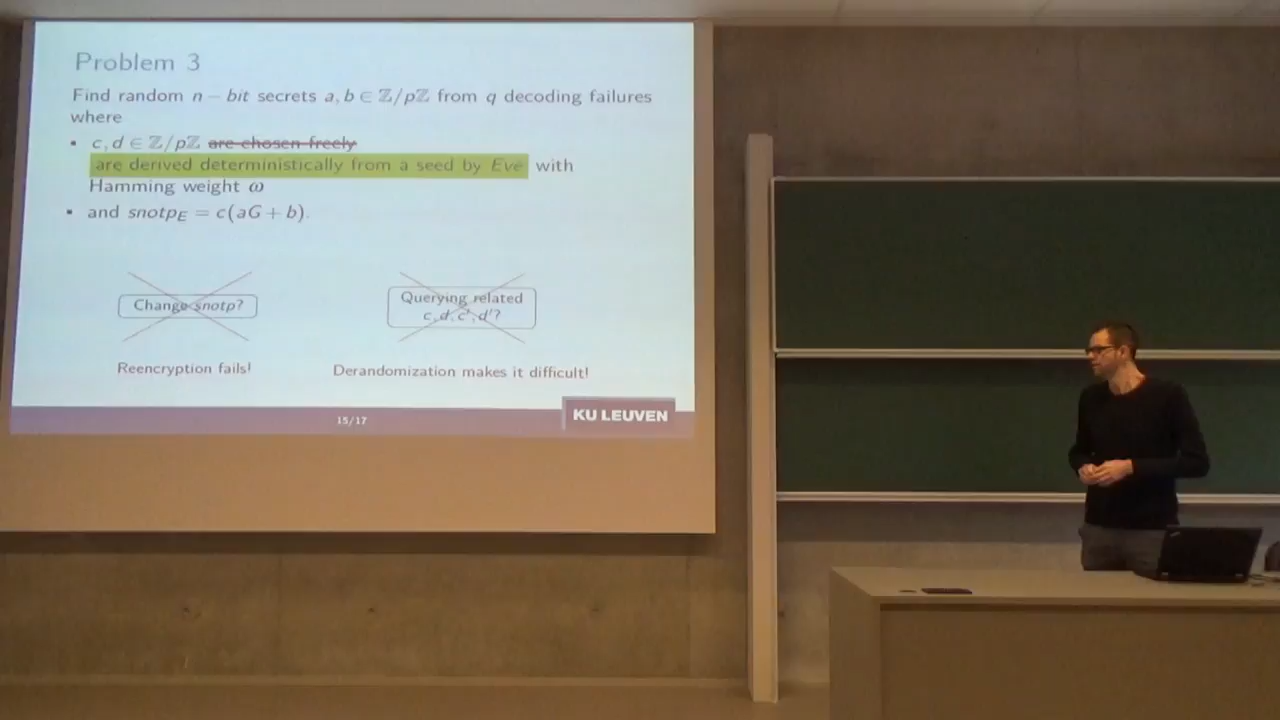 Problem 3
Find random n − bit secrets a, b ∈ ℤ/pℤ from q decoding failures
where
▪ c, d ∈ ℤ/pℤ are chosen freely
are derived deterministically from a seed by Eve with
Hamming weight ω
▪ and snotp_E = c(aG + b).
Change snotp?
Querying related
c, d, c', d'?
Reencryption fails!
Derandomization makes it difficult!
15/17
KU LEUVEN